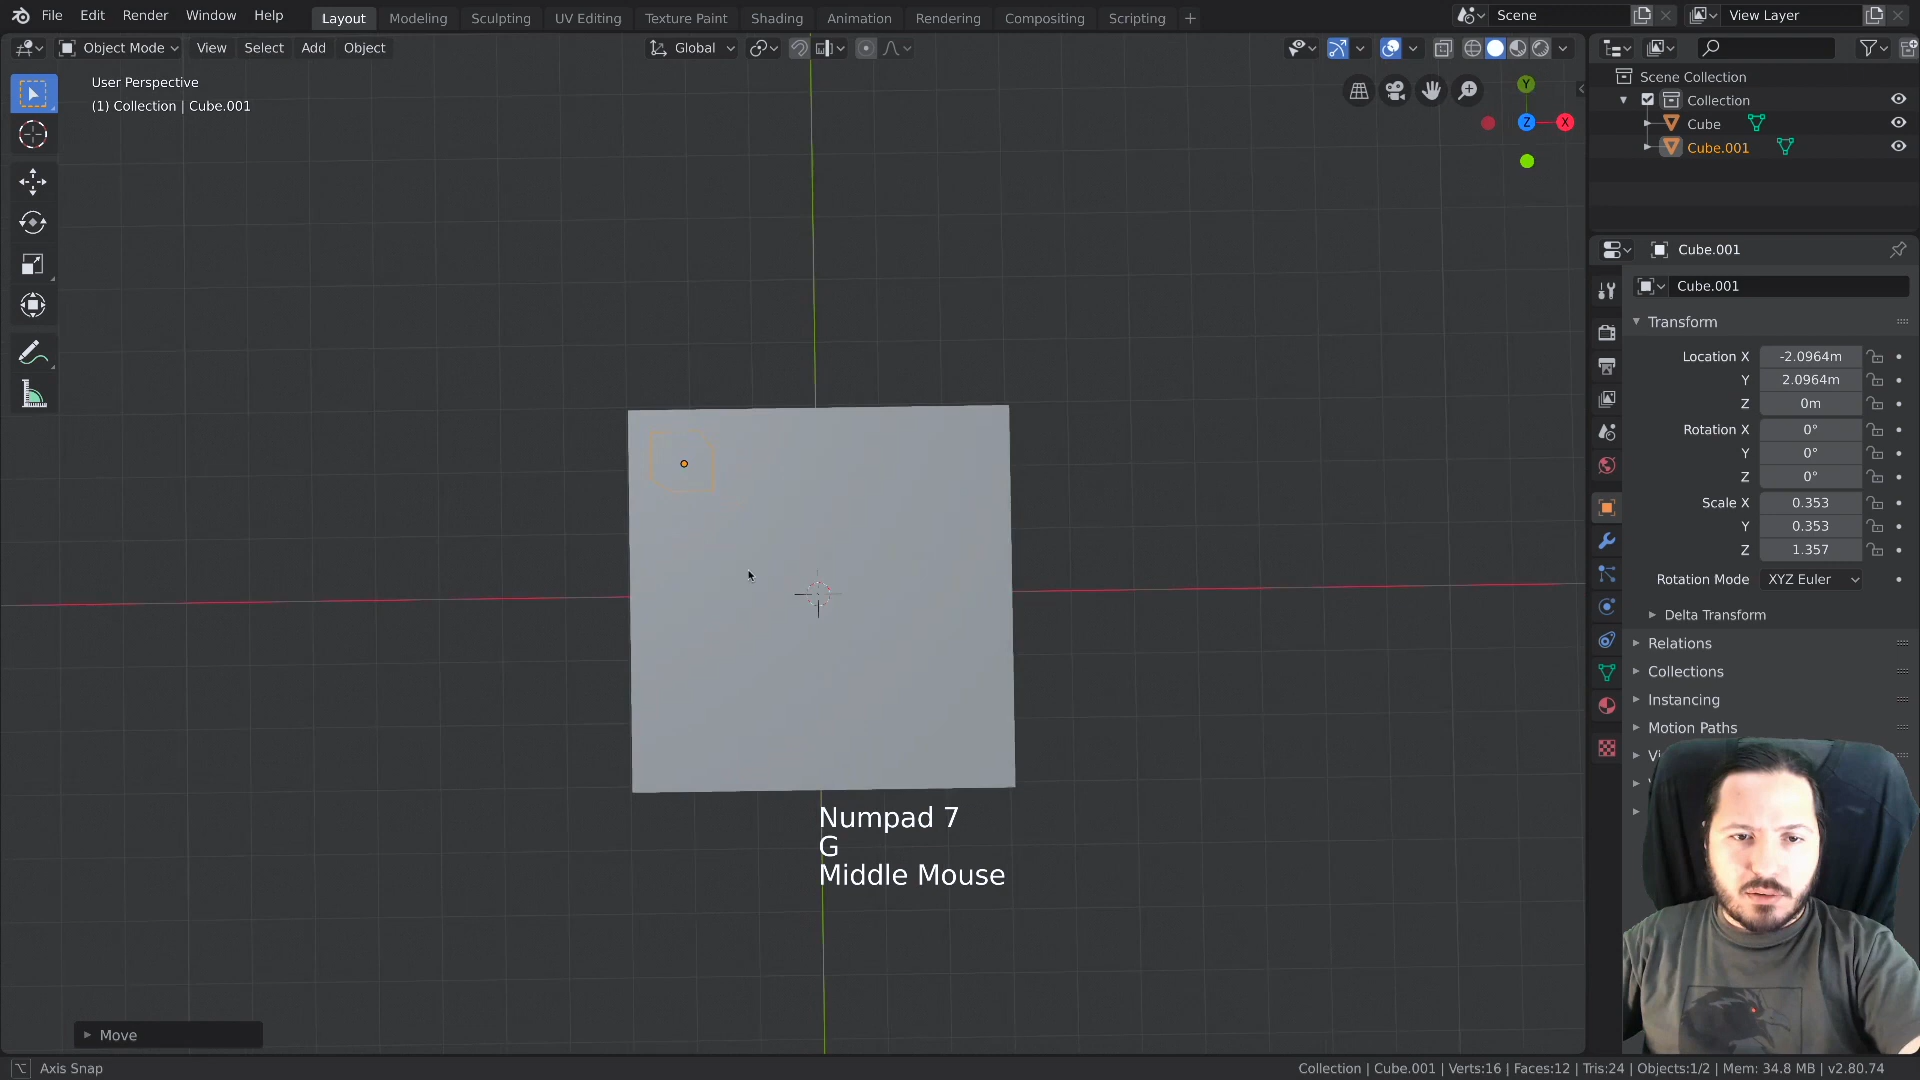 File Edit Render Window Help Layout Modeling Sculpting UV Editing Texture Paint Shading Animation Rendering Compositing Scripting + Scene View Layer
Object Mode View Select Add Object Global
User Perspective
(1) Collection | Cube.001
Y
Z
X
Scene Collection
Collection
Cube
Cube.001
Cube.001
Cube.001
Transform
Location X -2.0964m
Y 2.0964m
Z 0m
Rotation X 0°
Y 0°
Z 0°
Scale X 0.353
Y 0.353
Z 1.357
Rotation Mode XYZ Euler
Delta Transform
Relations
Collections
Instancing
Motion Paths
Numpad 7
G
Middle Mouse
Move
Axis Snap
Collection | Cube.001 | Verts:16 | Faces:12 | Tris:24 | Objects:1/2 | Mem: 34.8 MB | v2.80.74